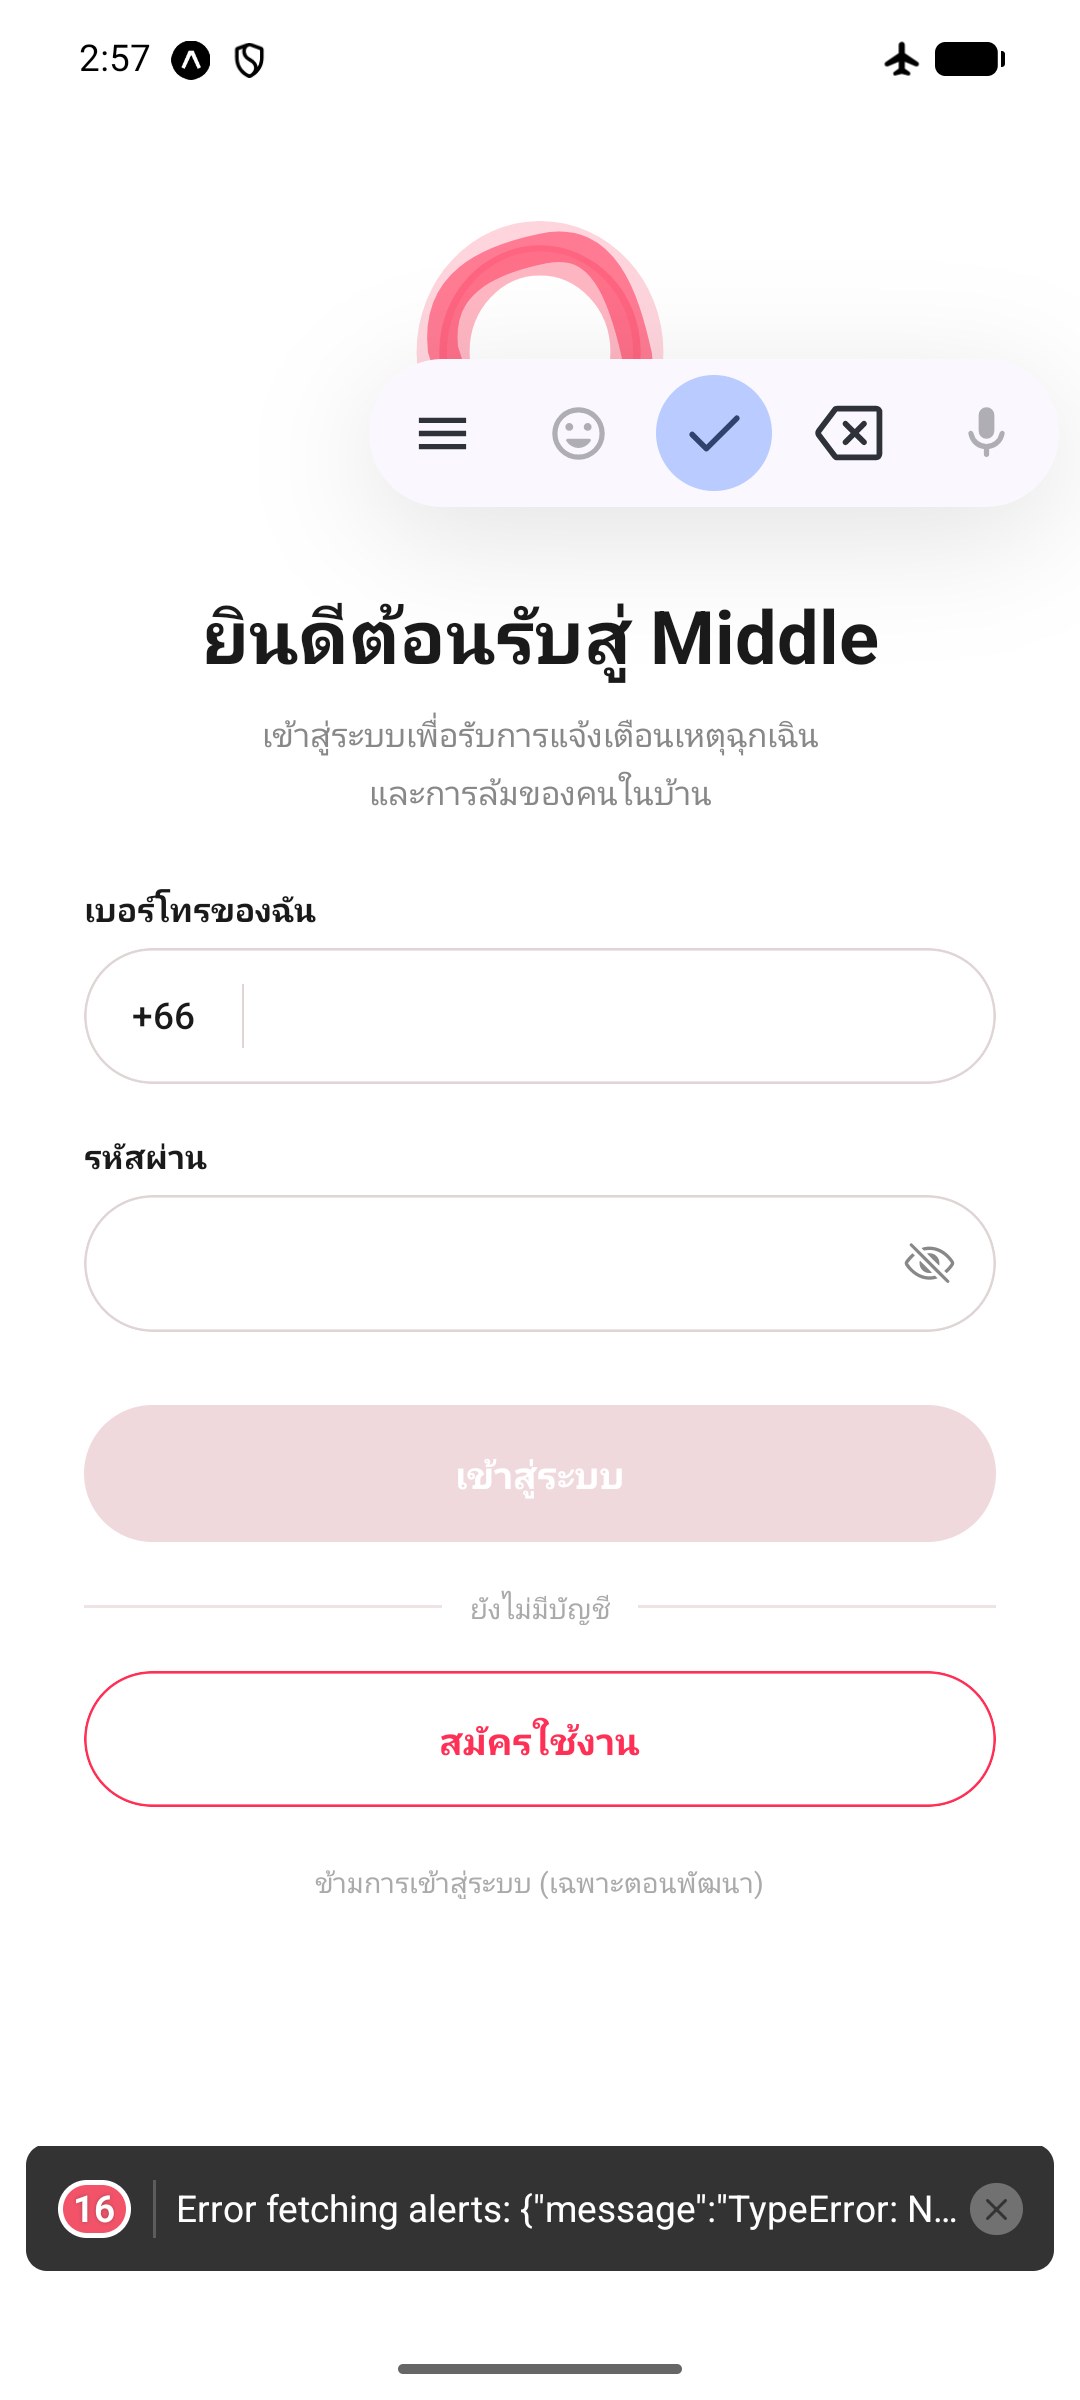 2:57
ยินดีต้อนรับสู่ Middle
เข้าสู่ระบบเพื่อรับการแจ้งเตือนเหตุฉุกเฉิน
และการล้มของคนในบ้าน
เบอร์โทรของฉัน
+66
รหัสผ่าน
เข้าสู่ระบบ
ยังไม่มีบัญชี
สมัครใช้งาน
ข้ามการเข้าสู่ระบบ (เฉพาะตอนพัฒนา)
16 Error fetching alerts: {"message":"TypeError: N...